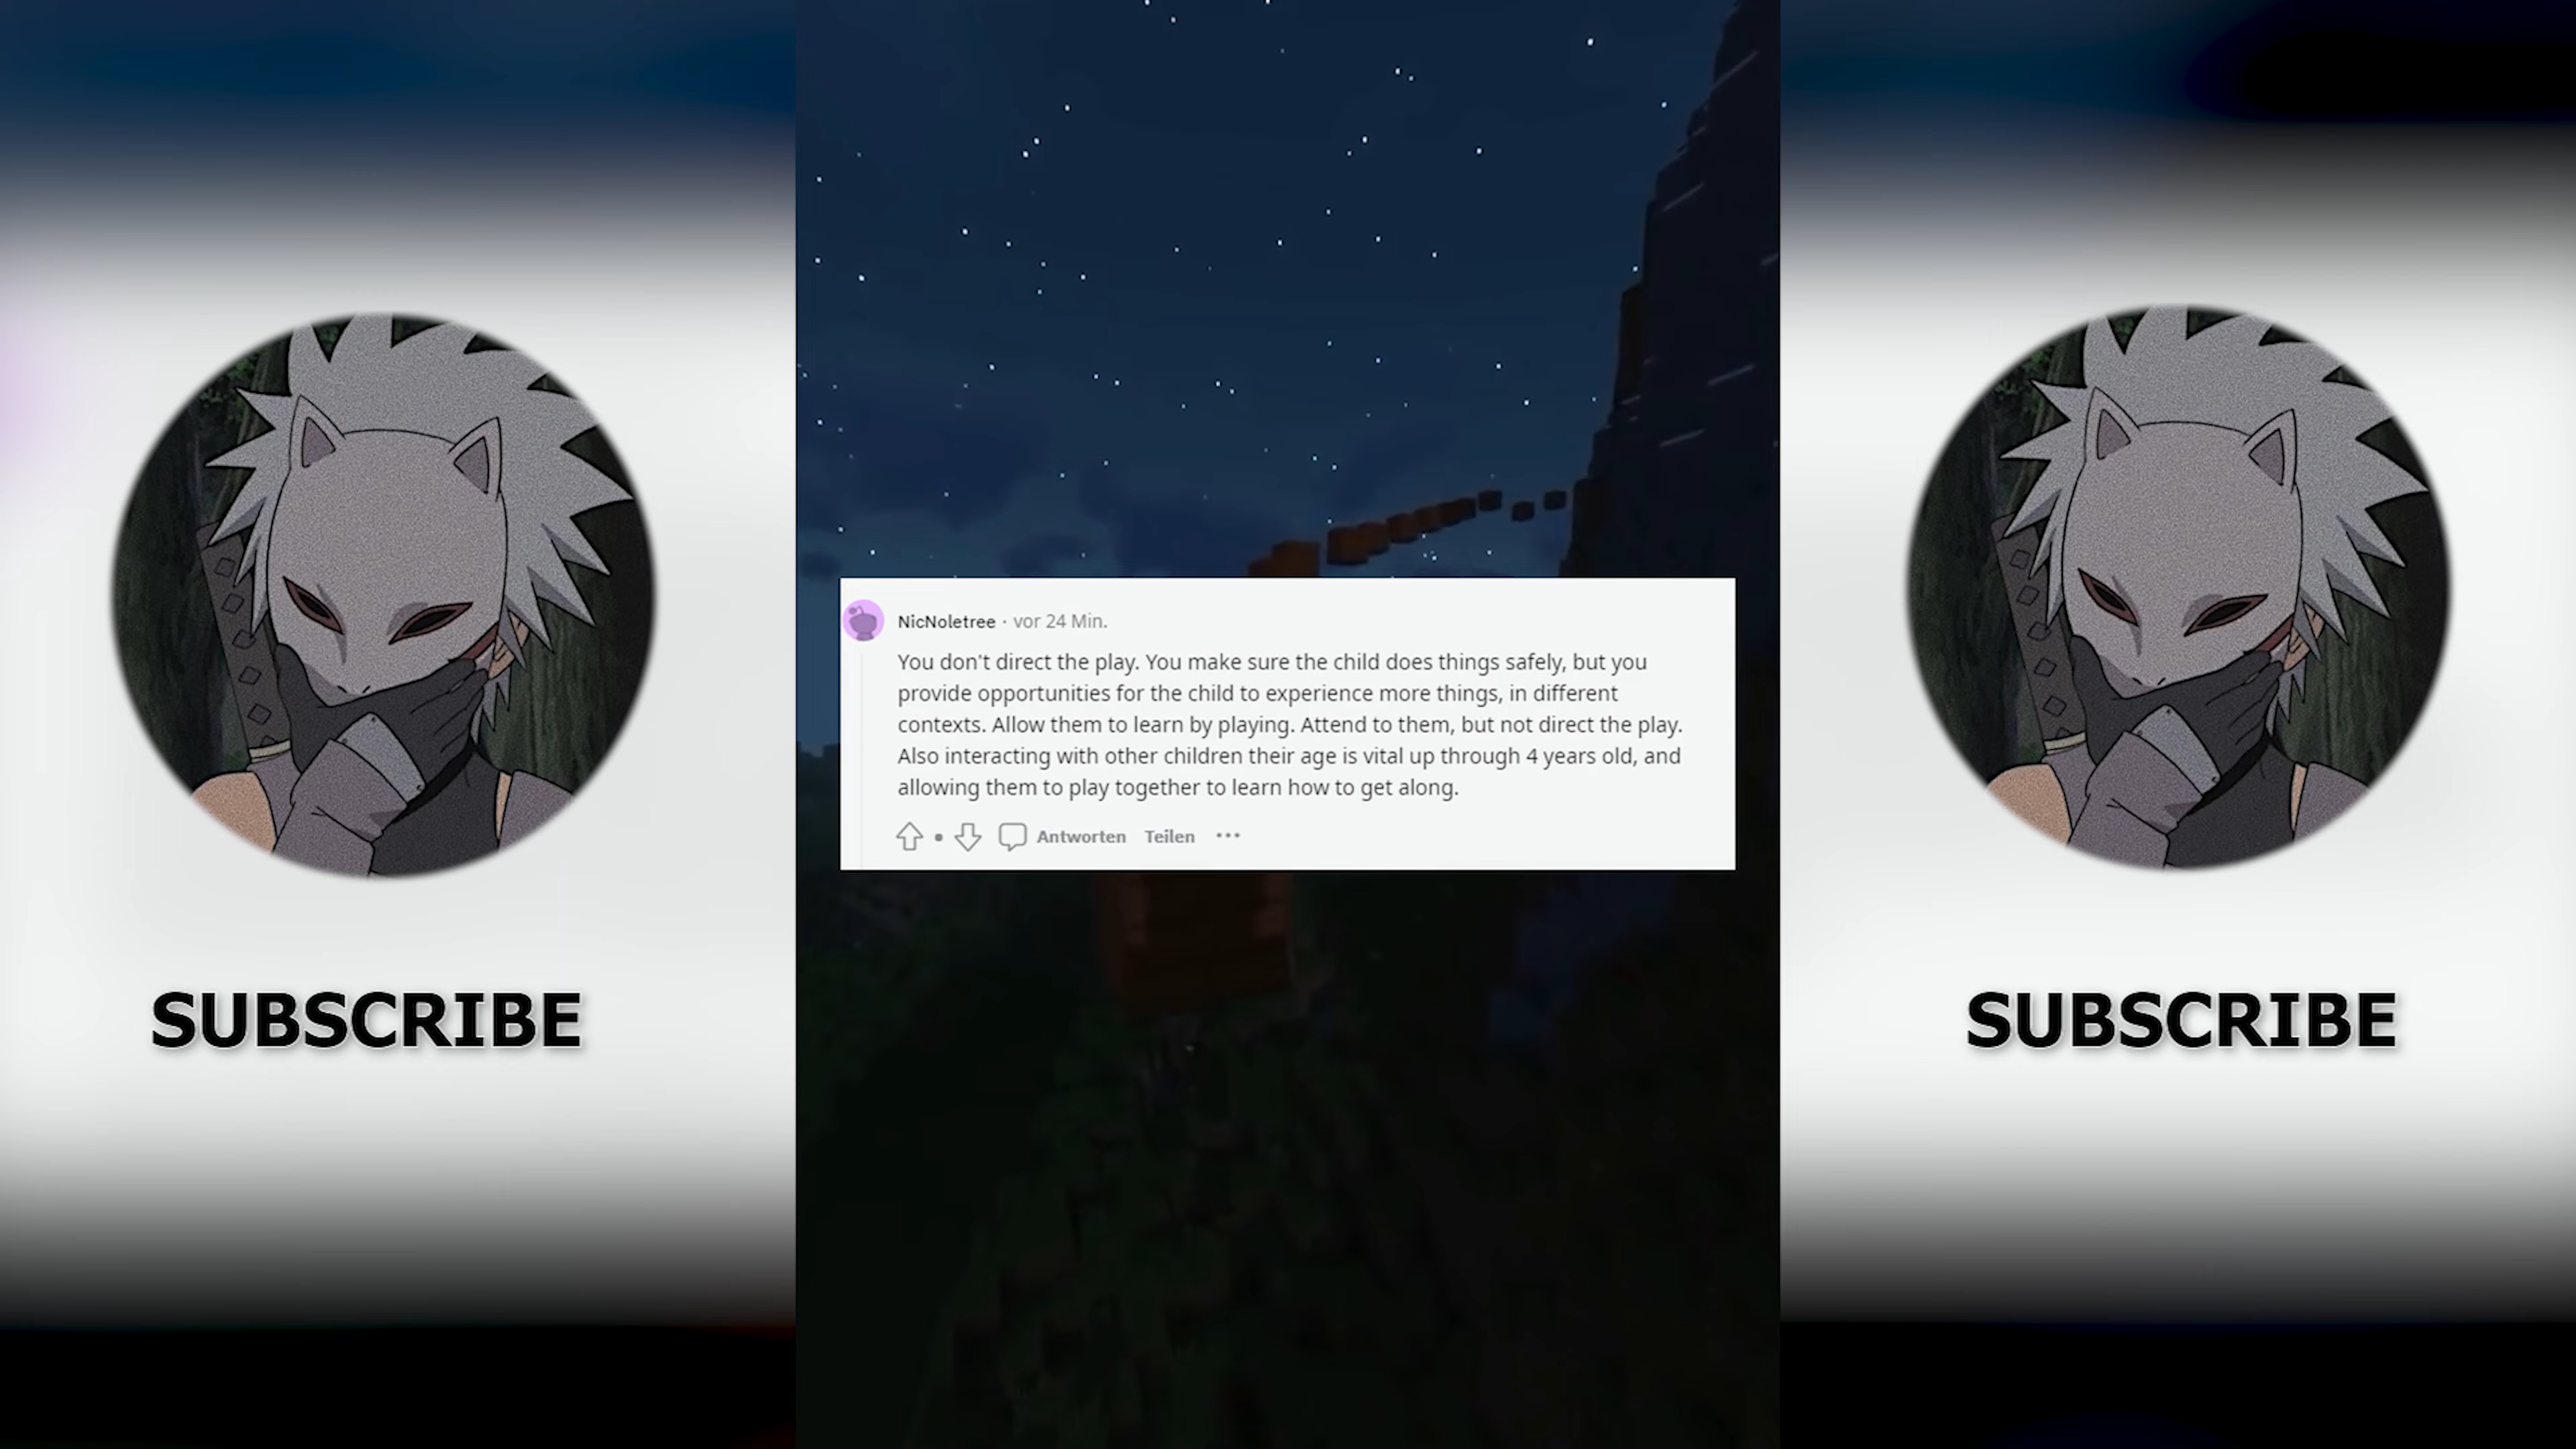 NicNoletree · vor 24 Min.
You don't direct the play. You make sure the child does things safely, but you
provide opportunities for the child to experience more things, in different
contexts. Allow them to learn by playing. Attend to them, but not direct the play.
Also interacting with other children their age is vital up through 4 years old, and
allowing them to play together to learn how to get along.
Antworten Teilen
SUBSCRIBE
SUBSCRIBE